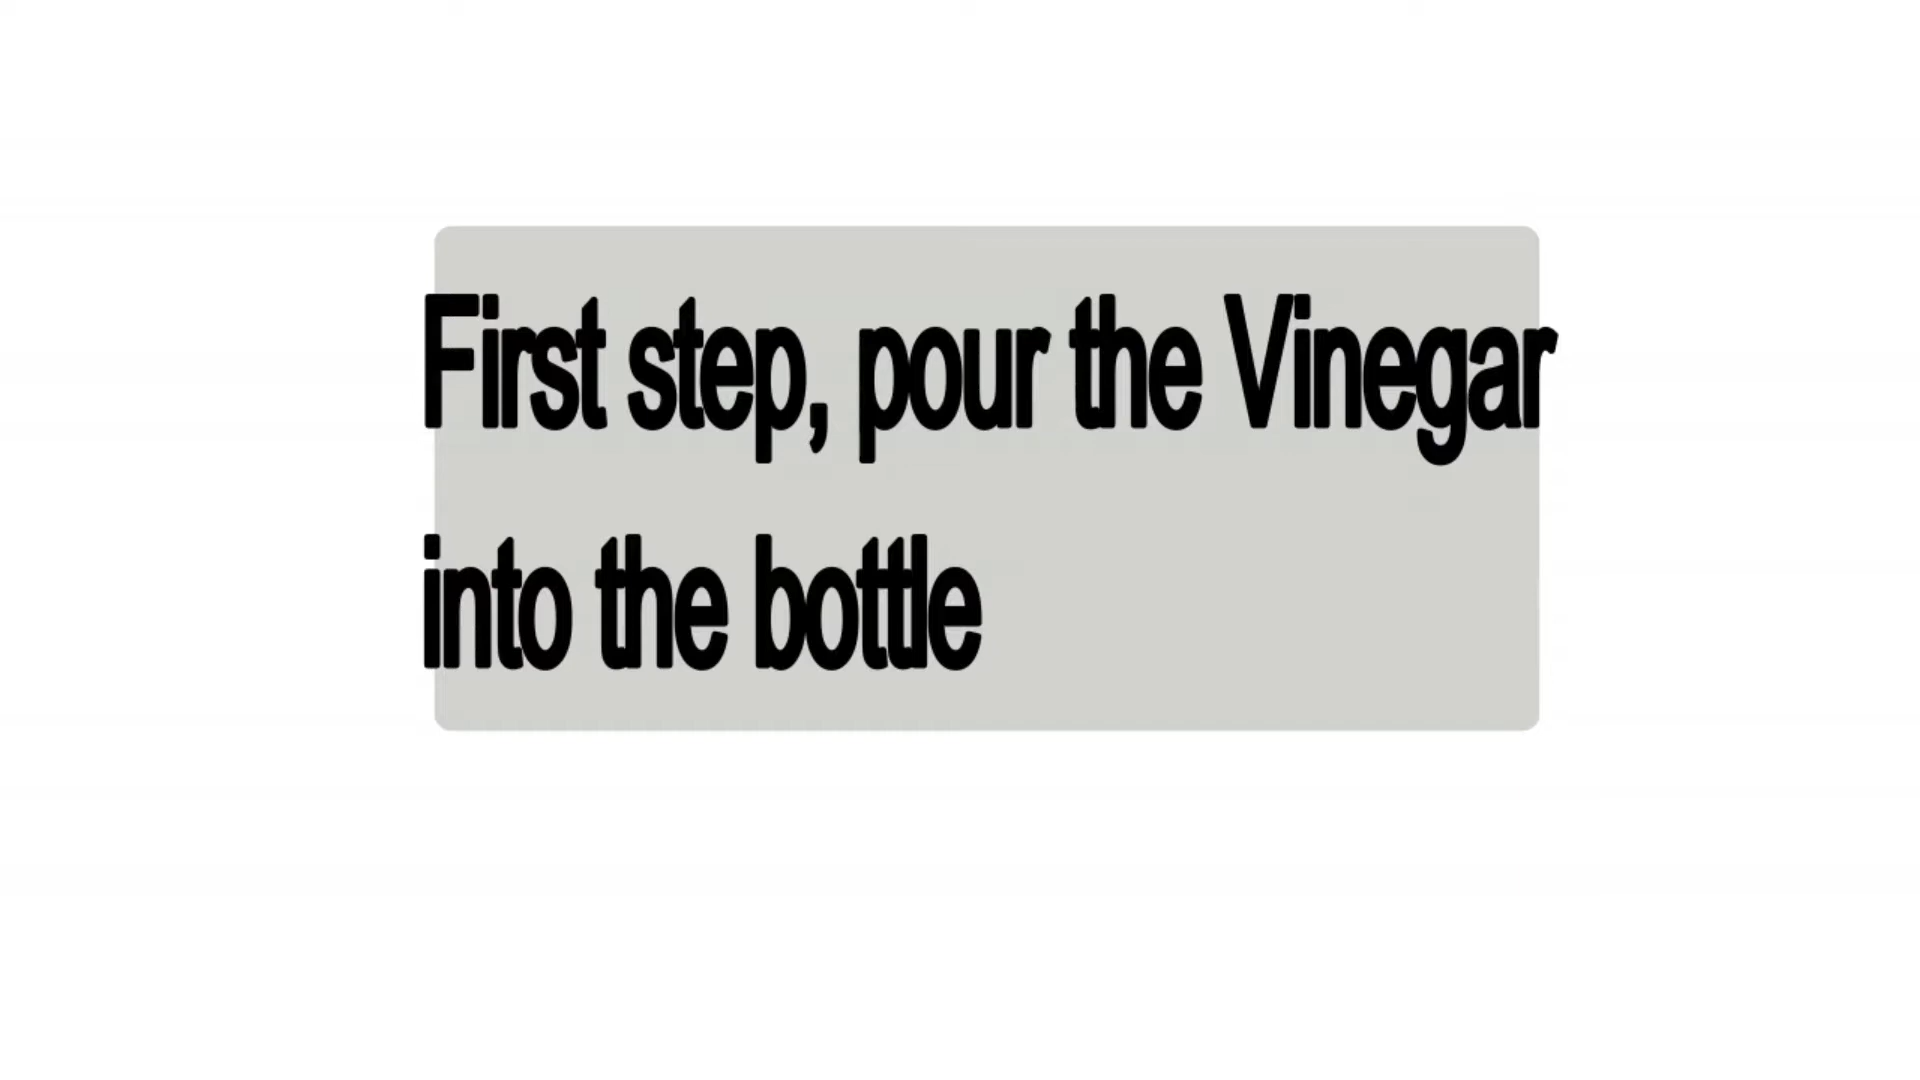 First step, pour the Vinegar
into the bottle